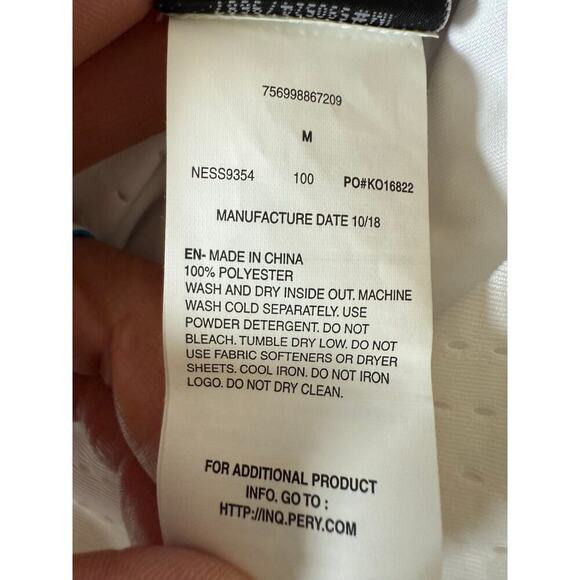 756998867209
M
NESS9354 100 PO#KO16822
MANUFACTURE DATE 10/18
EN- MADE IN CHINA
100% POLYESTER
WASH AND DRY INSIDE OUT. MACHINE
WASH COLD SEPARATELY. USE
POWDER DETERGENT. DO NOT
BLEACH. TUMBLE DRY LOW. DO NOT
USE FABRIC SOFTENERS OR DRYER
SHEETS. COOL IRON. DO NOT IRON
LOGO. DO NOT DRY CLEAN.
FOR ADDITIONAL PRODUCT
INFO. GO TO :
HTTP://INQ.PERY.COM